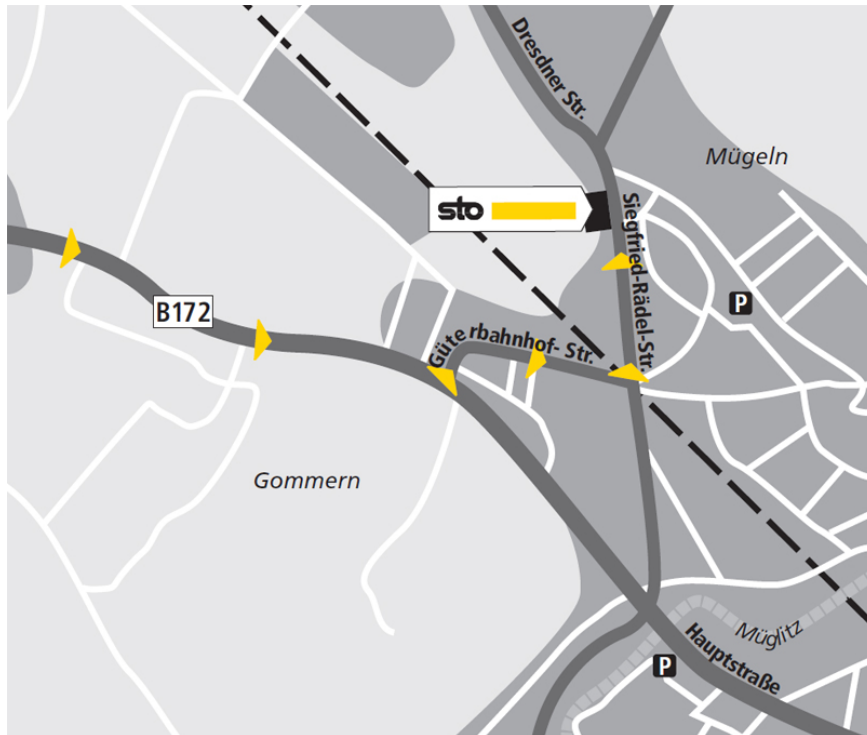 Dresdner Str.
Mügeln
sto
Siegfried-Rädel-Str.
P
B172
Güterbahnhof- Str.
Gommern
Müglitz
Hauptstraße
P